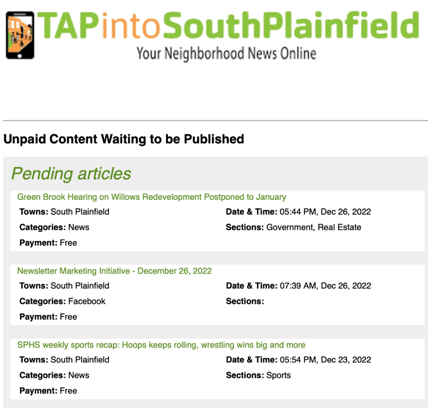 TAPintoSouthPlainfield
Your Neighborhood News Online
Unpaid Content Waiting to be Published
Pending articles
Green Brook Hearing on Willows Redevelopment Postponed to January
Towns: South Plainfield Date & Time: 05:44 PM, Dec 26, 2022
Categories: News Sections: Government, Real Estate
Payment: Free
Newsletter Marketing Initiative - December 26, 2022
Towns: South Plainfield Date & Time: 07:39 AM, Dec 26, 2022
Categories: Facebook Sections:
Payment: Free
SPHS weekly sports recap: Hoops keeps rolling, wrestling wins big and more
Towns: South Plainfield Date & Time: 05:54 PM, Dec 23, 2022
Categories: News Sections: Sports
Payment: Free